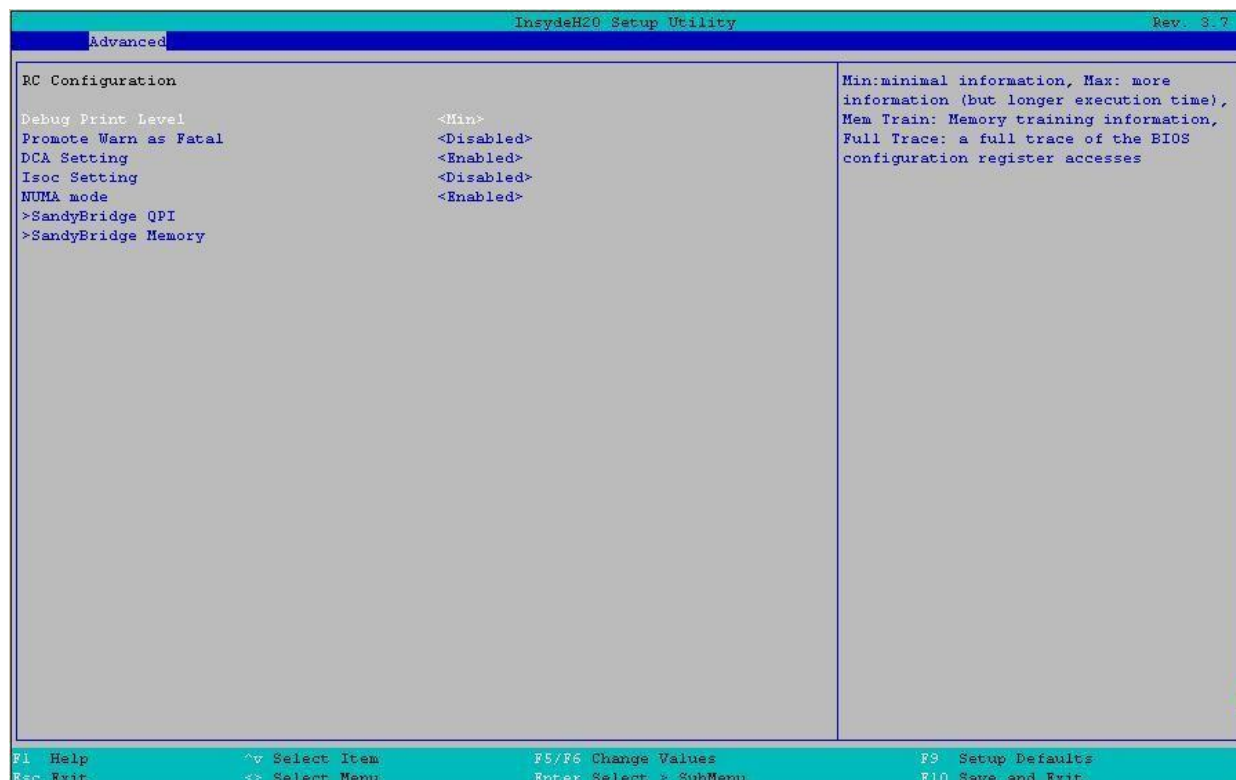 InsydeH20 Setup Utility Rev. 3.7
Advanced
RC Configuration
Debug Print Level <Min>
Promote Warn as Fatal <Disabled>
DCA Setting <Enabled>
Isoc Setting <Disabled>
NUMA mode <Enabled>
>SandyBridge QPI
>SandyBridge Memory
Min:minimal information, Max: more
information (but longer execution time),
Mem Train: Memory training information,
Full Trace: a full trace of the BIOS
configuration register accesses
F1 Help ^v Select Item F5/F6 Change Values F9 Setup Defaults
Esc Exit <> Select Menu Enter Select > SubMenu F10 Save and Exit